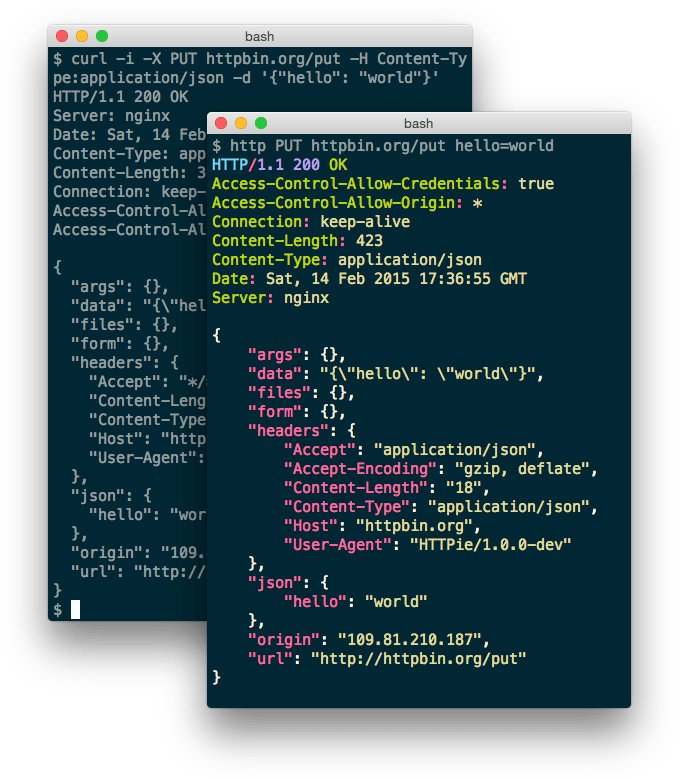 bash
$ curl -i -X PUT httpbin.org/put -H Content-Ty
pe:application/json -d '{"hello": "world"}'
HTTP/1.1 200 OK
Server: nginx
Date: Sat, 14 Feb
Content-Type: app
Content-Length: 3
Connection: keep-
Access-Control-Al
Access-Control-Al
{
"args": {},
"data": "{\"hel
"files": {},
"form": {},
"headers": {
"Accept": "*/
"Content-Leng
"Content-Type
"Host": "http
"User-Agent":
},
"json": {
"hello": "wor
},
"origin": "109.
"url": "http://
}
$
bash
$ http PUT httpbin.org/put hello=world
HTTP/1.1 200 OK
Access-Control-Allow-Credentials: true
Access-Control-Allow-Origin: *
Connection: keep-alive
Content-Length: 423
Content-Type: application/json
Date: Sat, 14 Feb 2015 17:36:55 GMT
Server: nginx
{
"args": {},
"data": "{\"hello\": \"world\"}",
"files": {},
"form": {},
"headers": {
"Accept": "application/json",
"Accept-Encoding": "gzip, deflate",
"Content-Length": "18",
"Content-Type": "application/json",
"Host": "httpbin.org",
"User-Agent": "HTTPie/1.0.0-dev"
},
"json": {
"hello": "world"
},
"origin": "109.81.210.187",
"url": "http://httpbin.org/put"
}